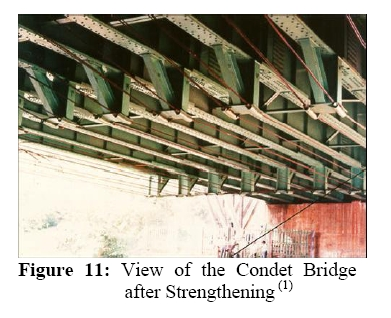 Figure 11: View of the Condet Bridge
after Strengthening (1)